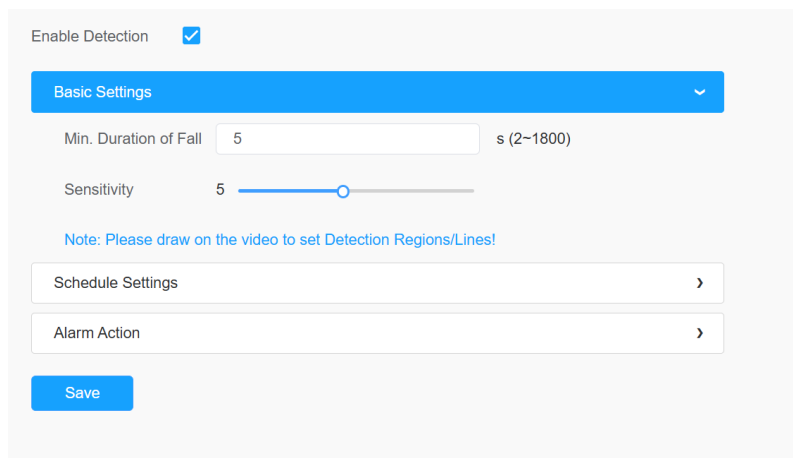 Enable Detection
Basic Settings
Min. Duration of Fall 5 s (2~1800)
Sensitivity 5
Note: Please draw on the video to set Detection Regions/Lines!
Schedule Settings
Alarm Action
Save